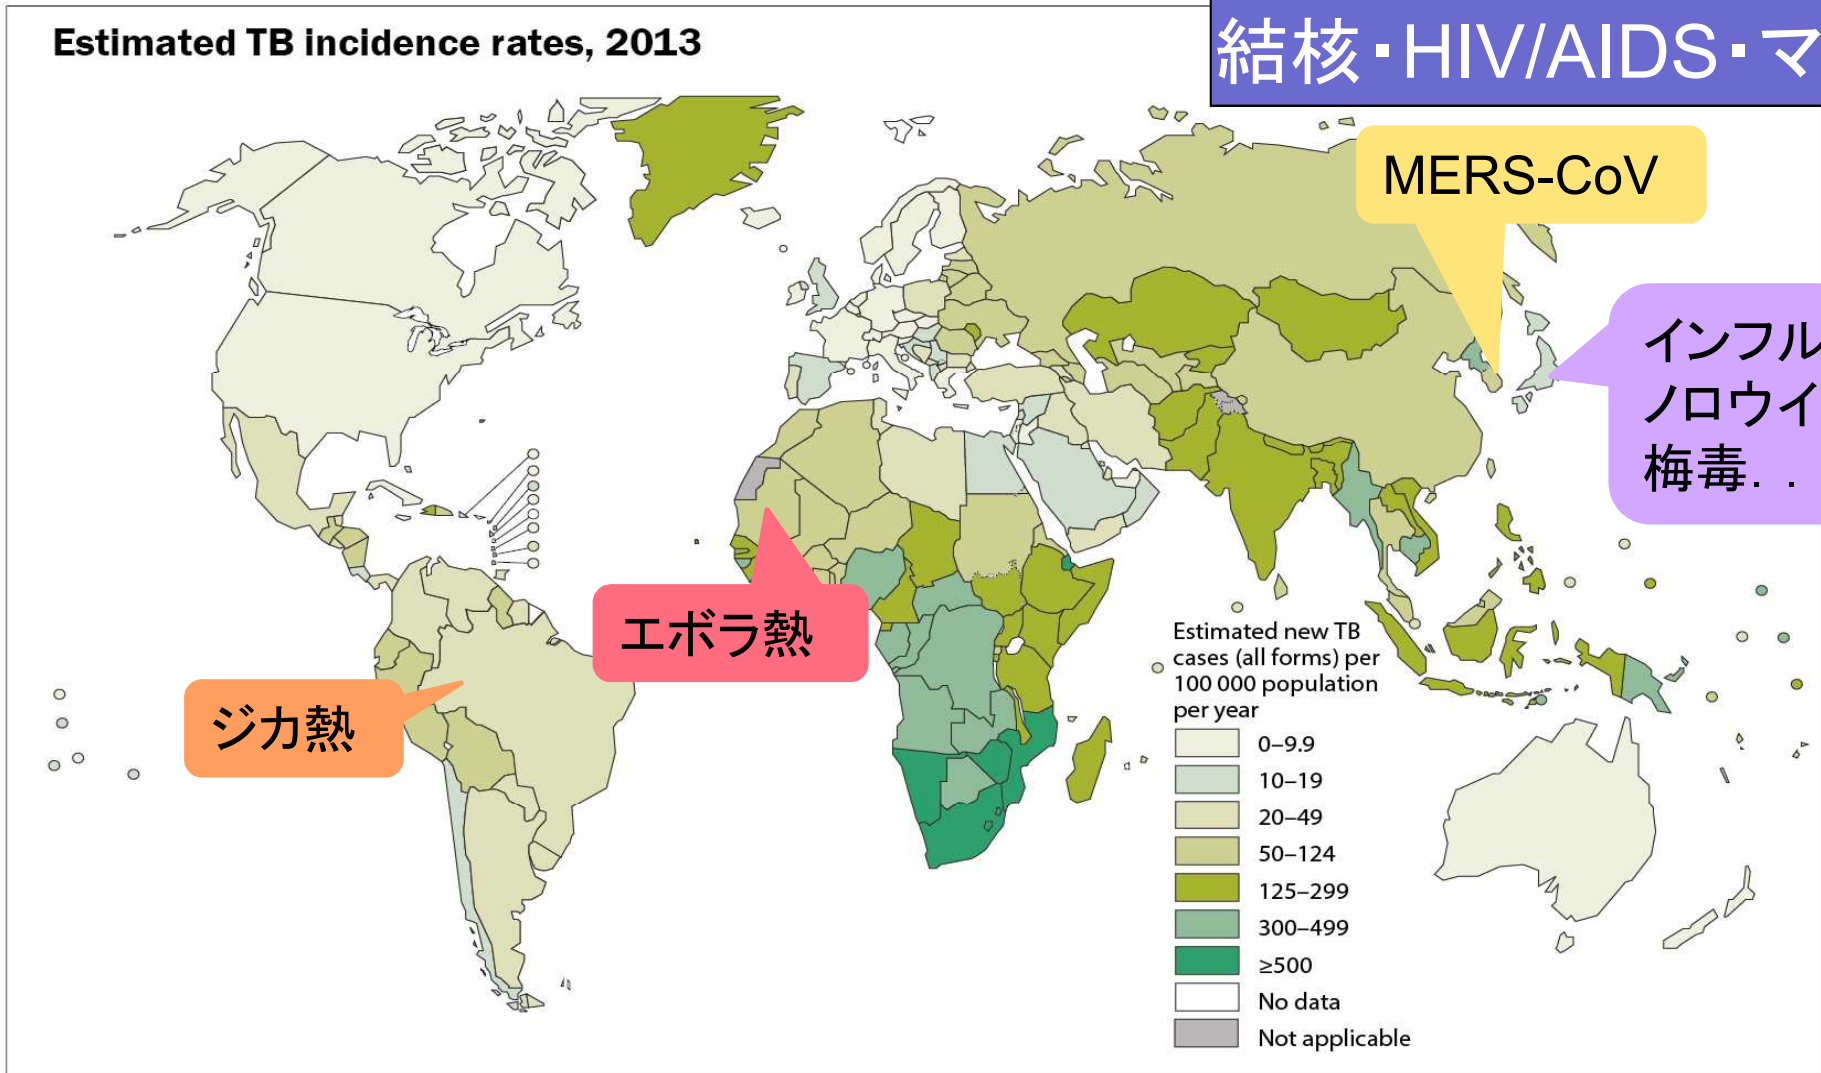 Estimated TB incidence rates, 2013
結核・HIV/AIDS・マ
MERS-CoV
インフル
ノロウイ
梅毒. .
エボラ熱
ジカ熱
Estimated new TB
cases (all forms) per
100 000 population
per year
0–9.9
10–19
20–49
50–124
125–299
300–499
≥500
No data
Not applicable